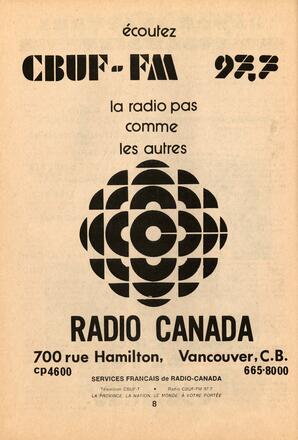 écoutez
CBUF-FM 97,7
la radio pas
comme
les autres
RADIO CANADA
700 rue Hamilton, Vancouver, C.B.
cp4600 665-8000
SERVICES FRANCAIS de RADIO-CANADA
Télévision CBUF-T • Radio CBUF-FM 97.7
LA PROVINCE, LA NATION, LE MONDE, À VOTRE PORTÉE
8